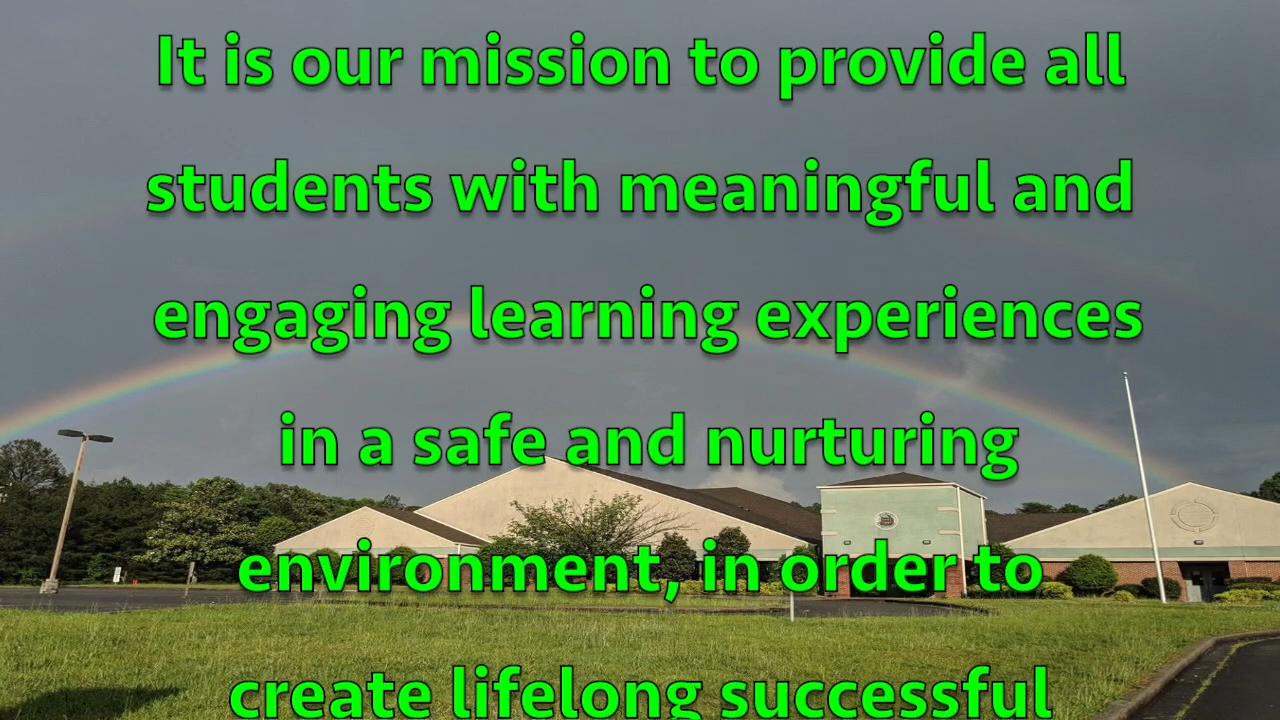 It is our mission to provide all
students with meaningful and
engaging learning experiences
in a safe and nurturing
environment, in order to
create lifelong successful